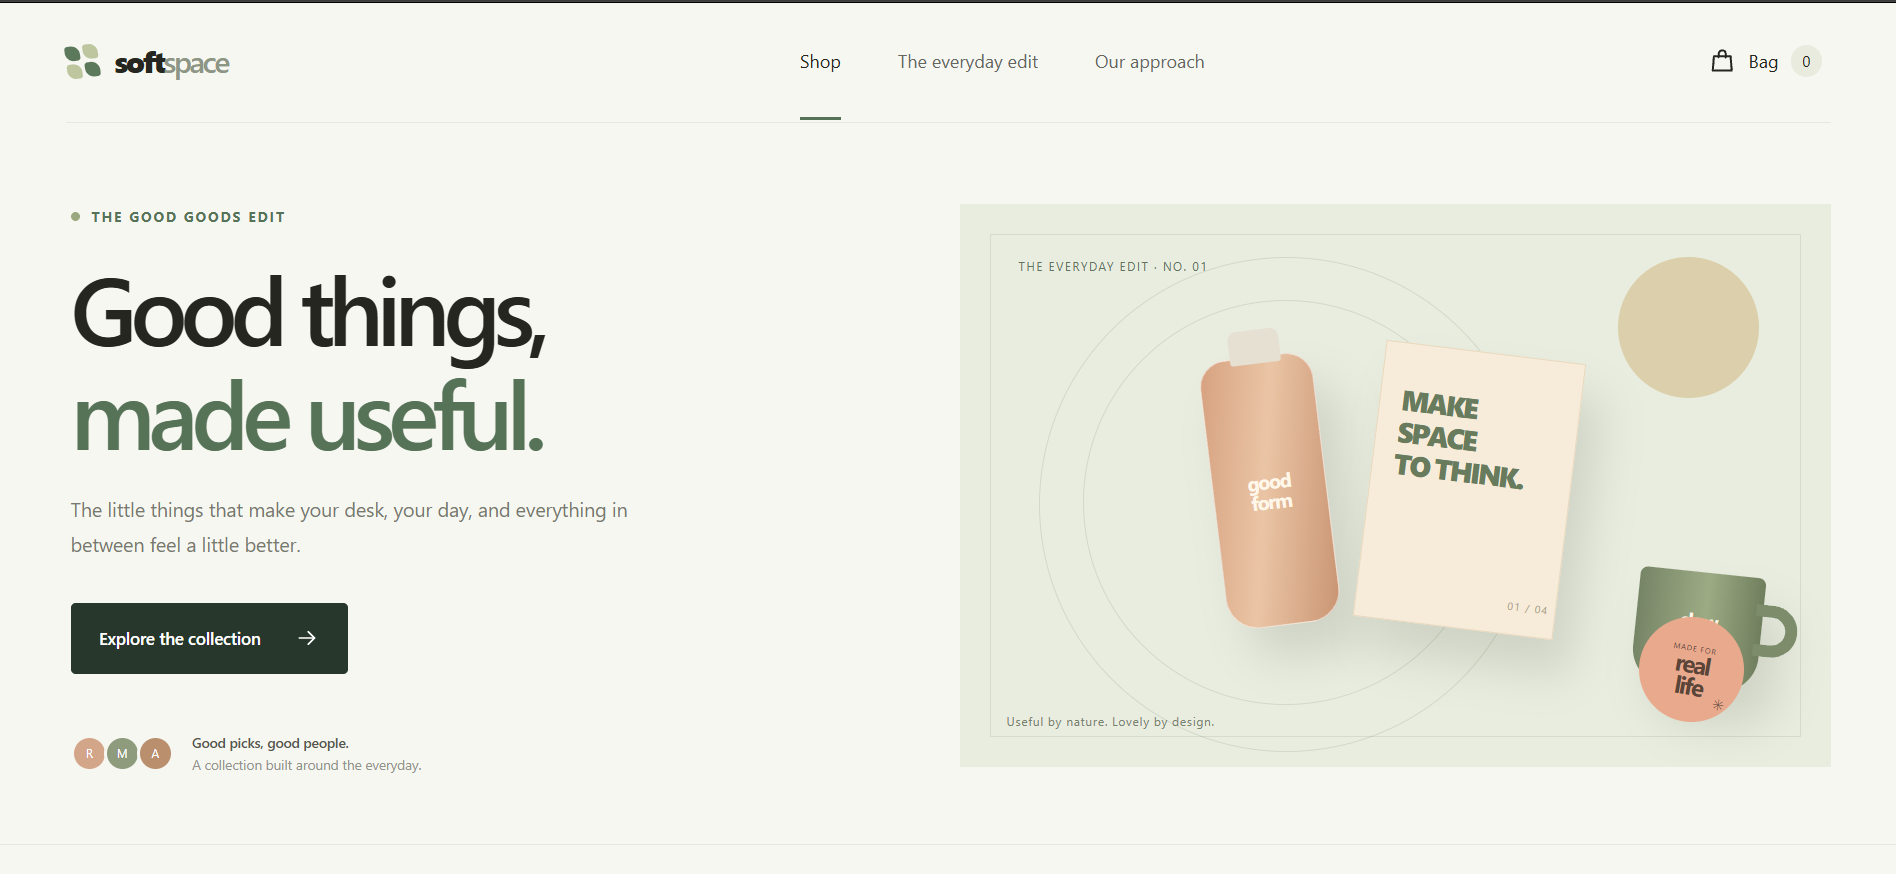 softspace
Shop
The everyday edit
Our approach
Bag
0
THE GOOD GOODS EDIT
Good things,
made useful.
The little things that make your desk, your day, and everything in
between feel a little better.
Explore the collection
R
M
A
Good picks, good people.
A collection built around the everyday.
THE EVERYDAY EDIT · NO. 01
good
form
MAKE
SPACE
TO THINK.
01 / 04
MADE FOR
real
life
Useful by nature. Lovely by design.